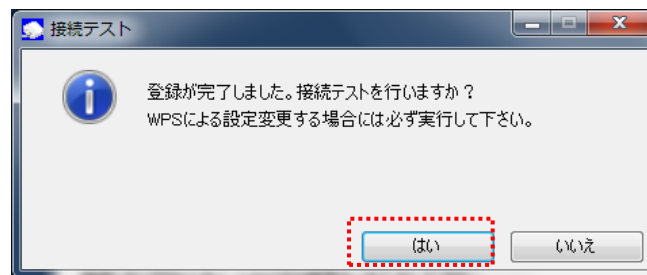 接続テスト
登録が完了しました。接続テストを行いますか？
WPSによる設定変更する場合には必ず実行して下さい。
はい
いいえ